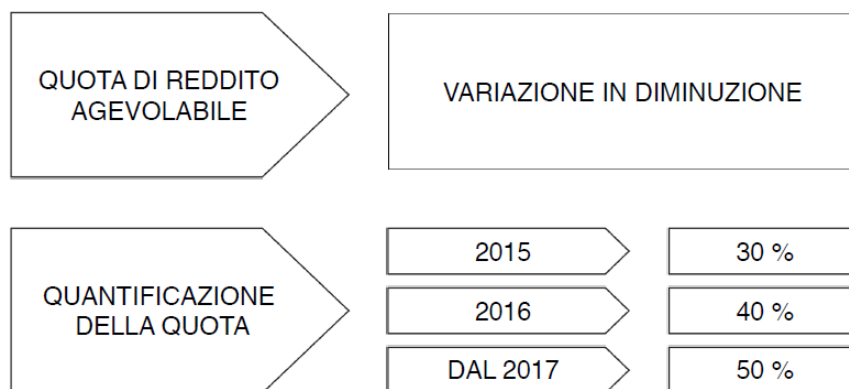 QUOTA DI REDDITO
AGEVOLABILE
VARIAZIONE IN DIMINUZIONE
QUANTIFICAZIONE
DELLA QUOTA
2015
30 %
2016
40 %
DAL 2017
50 %